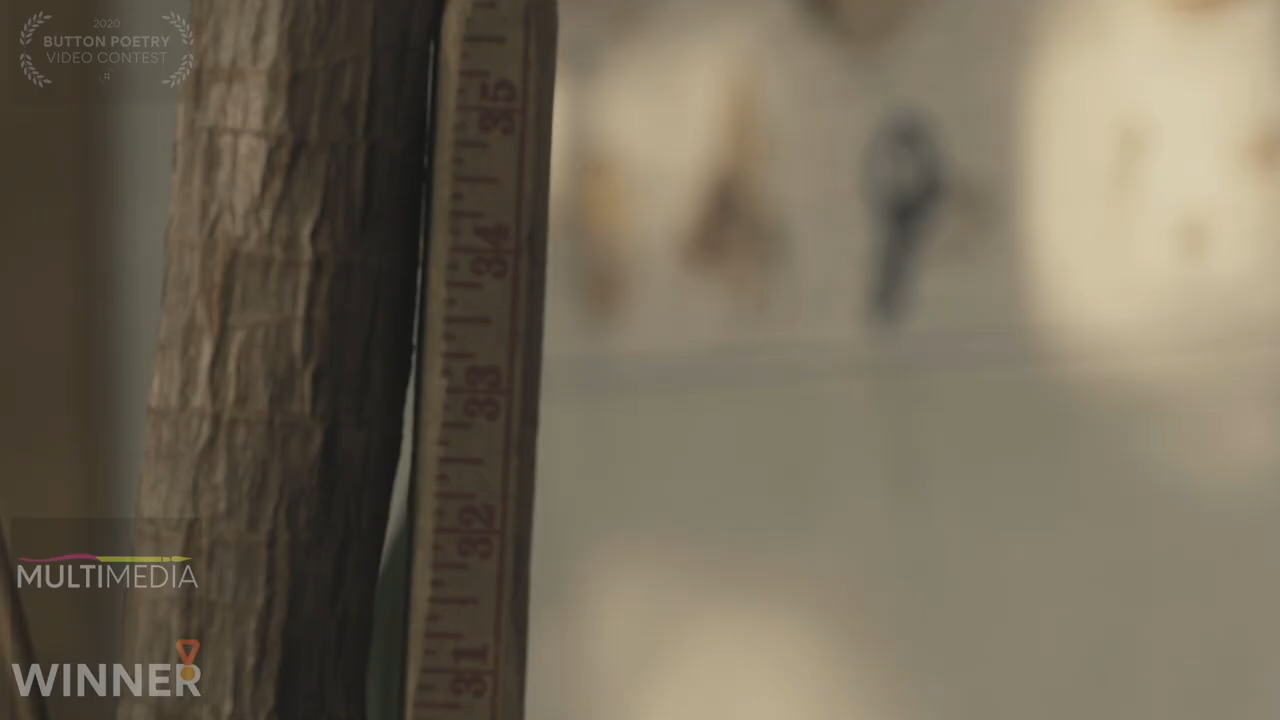 2020
BUTTON POETRY
VIDEO CONTEST
35
34
33
32
31
MULTIMEDIA
WINNER